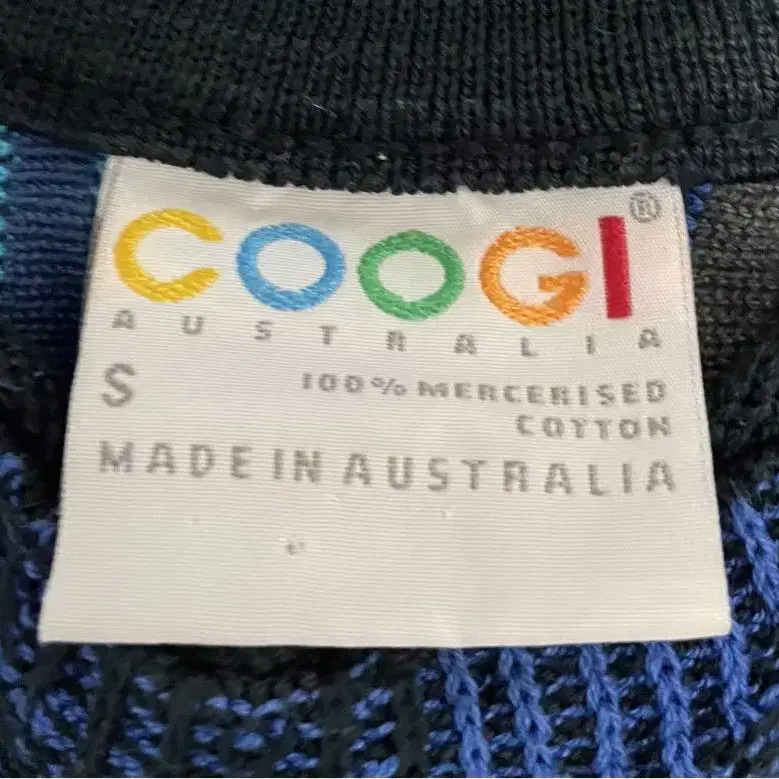 COOGI®
AUSTRALIA
S 100% MERCERISED
COTTON
MADE IN AUSTRALIA